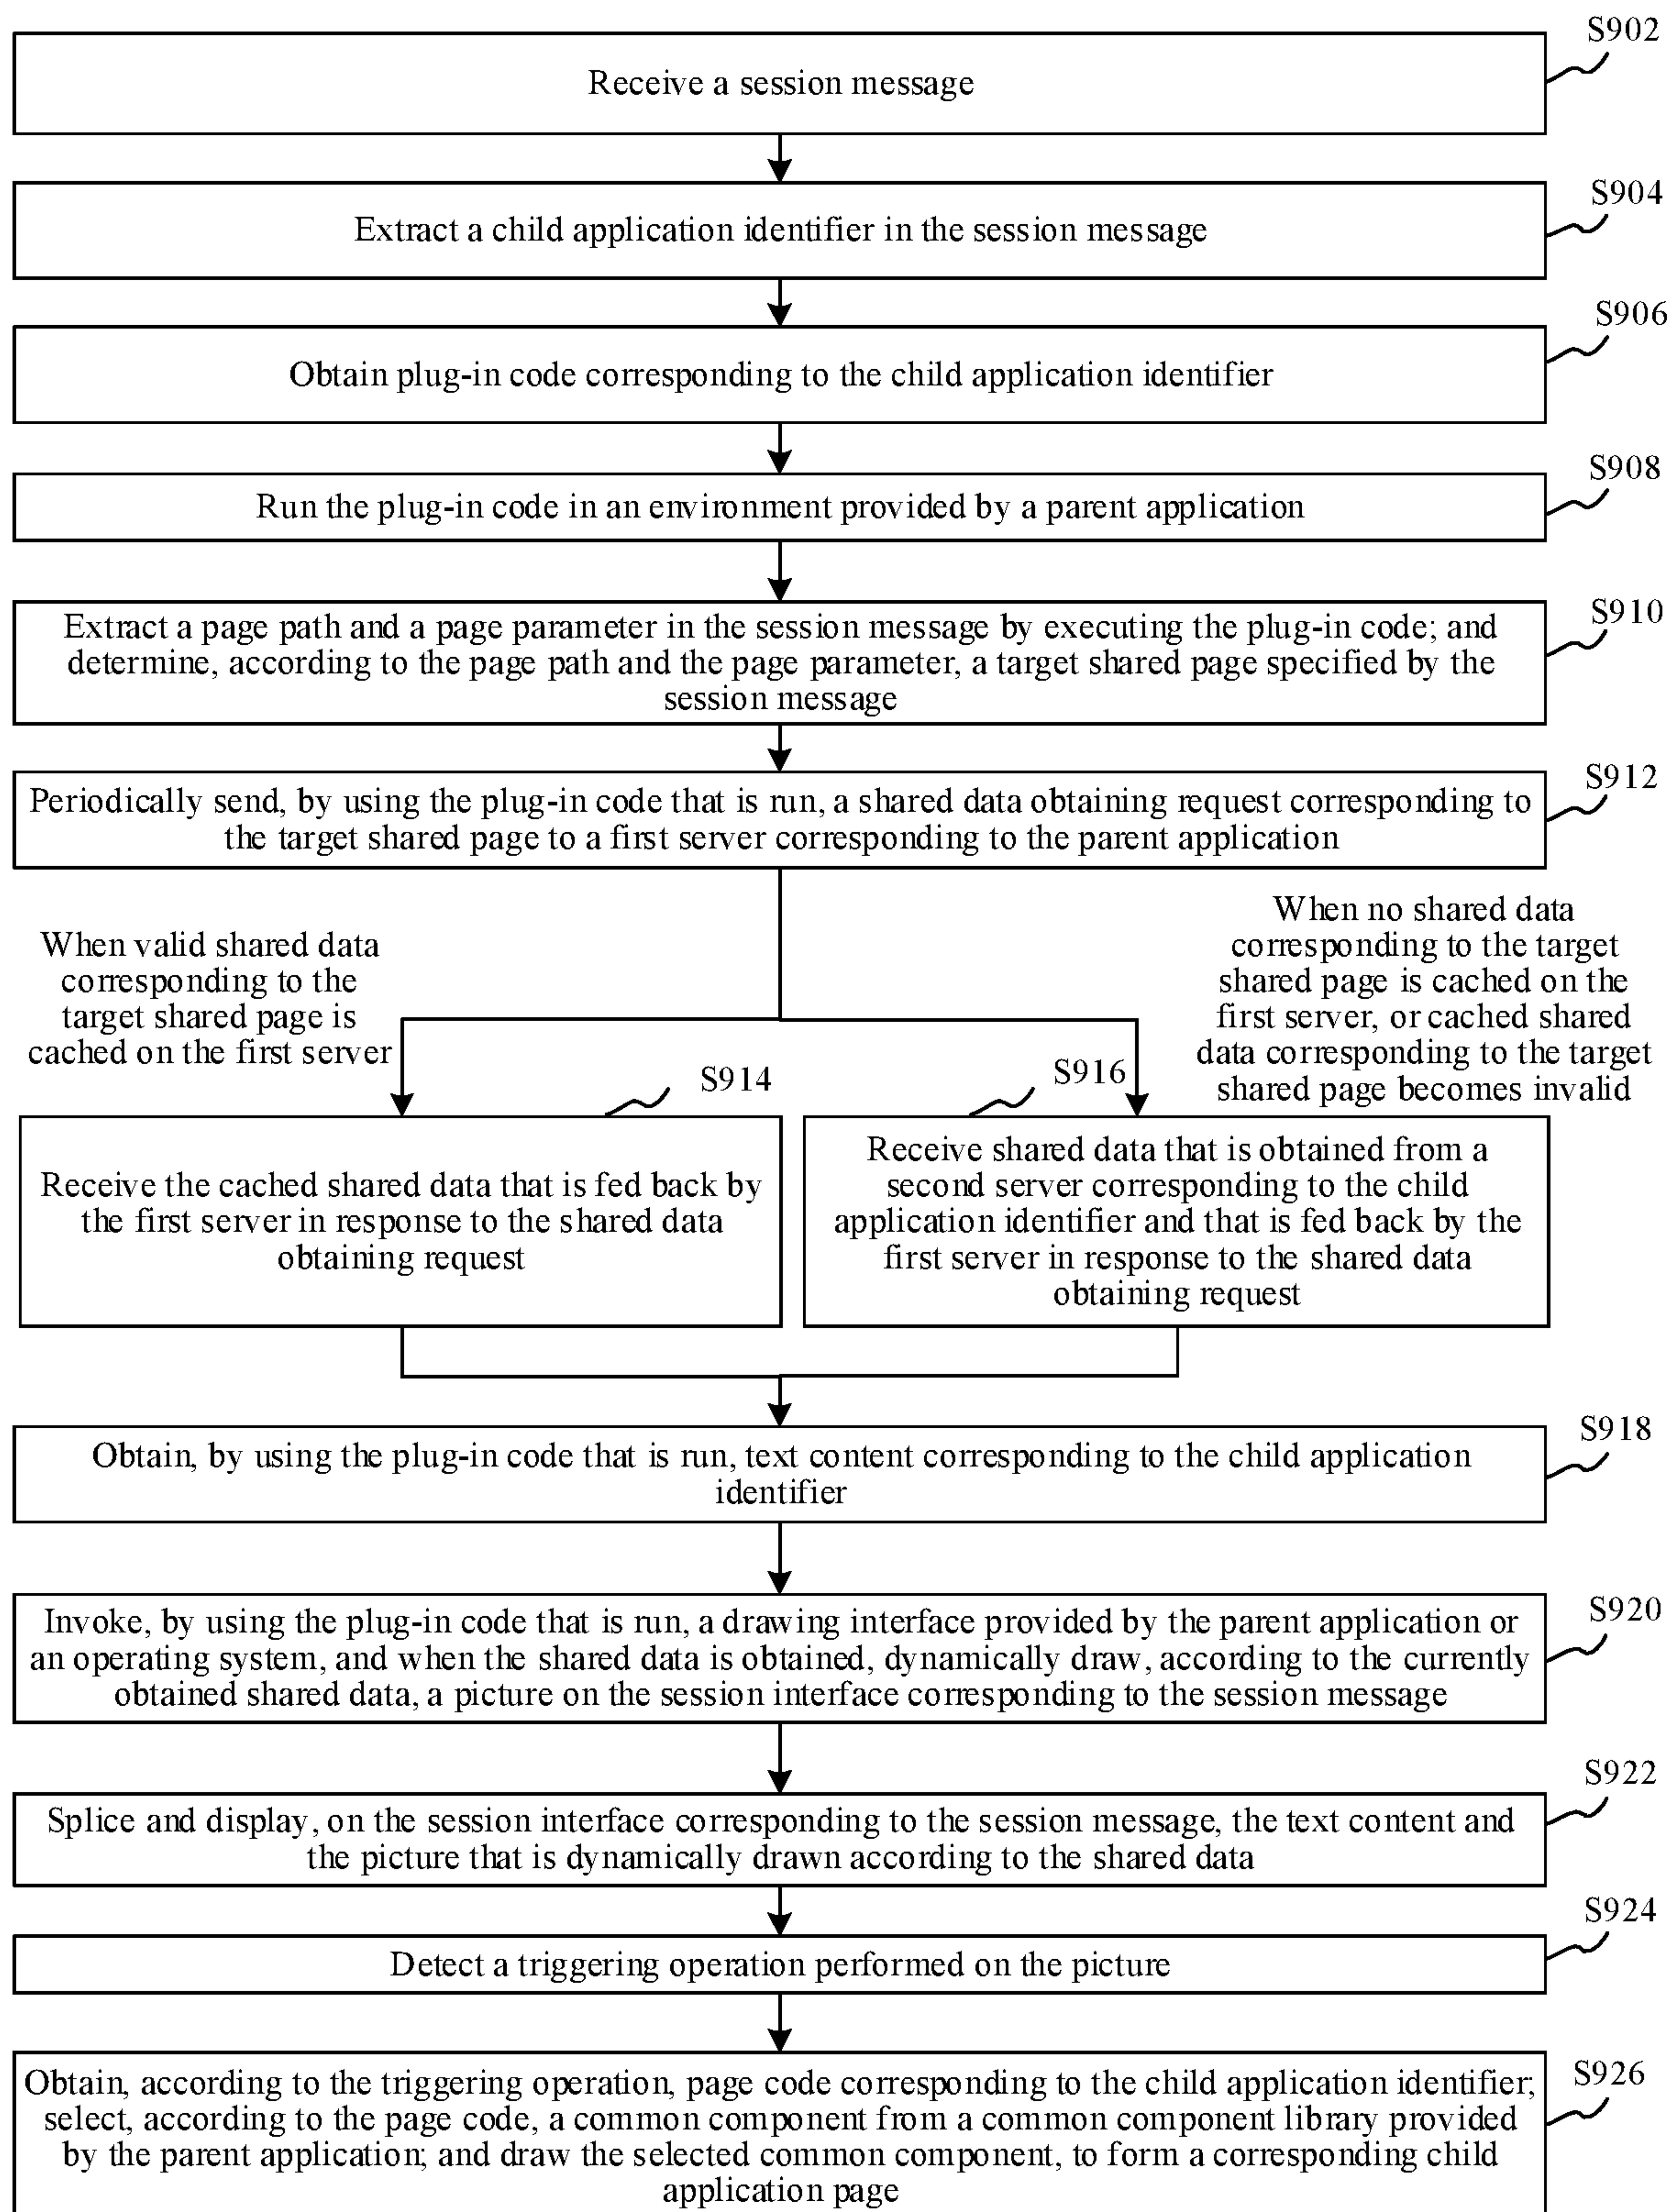 S902
Receive a session message
S904
Extract a child application identifier in the session message
S906
Obtain plug-in code corresponding to the child application identifier
S908
Run the plug-in code in an environment provided by a parent application
S910
Extract a page path and a page parameter in the session message by executing the plug-in code; and
determine, according to the page path and the page parameter, a target shared page specified by the
session message
S912
Periodically send, by using the plug-in code that is run, a shared data obtaining request corresponding to
the target shared page to a first server corresponding to the parent application
When valid shared data
corresponding to the
target shared page is
cached on the first server
When no shared data
corresponding to the target
shared page is cached on the
first server, or cached shared
data corresponding to the target
shared page becomes invalid
S914
Receive the cached shared data that is fed back by
the first server in response to the shared data
obtaining request
S916
Receive shared data that is obtained from a
second server corresponding to the child
application identifier and that is fed back by the
first server in response to the shared data
obtaining request
S918
Obtain, by using the plug-in code that is run, text content corresponding to the child application
identifier
S920
Invoke, by using the plug-in code that is run, a drawing interface provided by the parent application or
an operating system, and when the shared data is obtained, dynamically draw, according to the currently
obtained shared data, a picture on the session interface corresponding to the session message
S922
Splice and display, on the session interface corresponding to the session message, the text content and
the picture that is dynamically drawn according to the shared data
S924
Detect a triggering operation performed on the picture
S926
Obtain, according to the triggering operation, page code corresponding to the child application identifier;
select, according to the page code, a common component from a common component library provided
by the parent application; and draw the selected common component, to form a corresponding child
application page